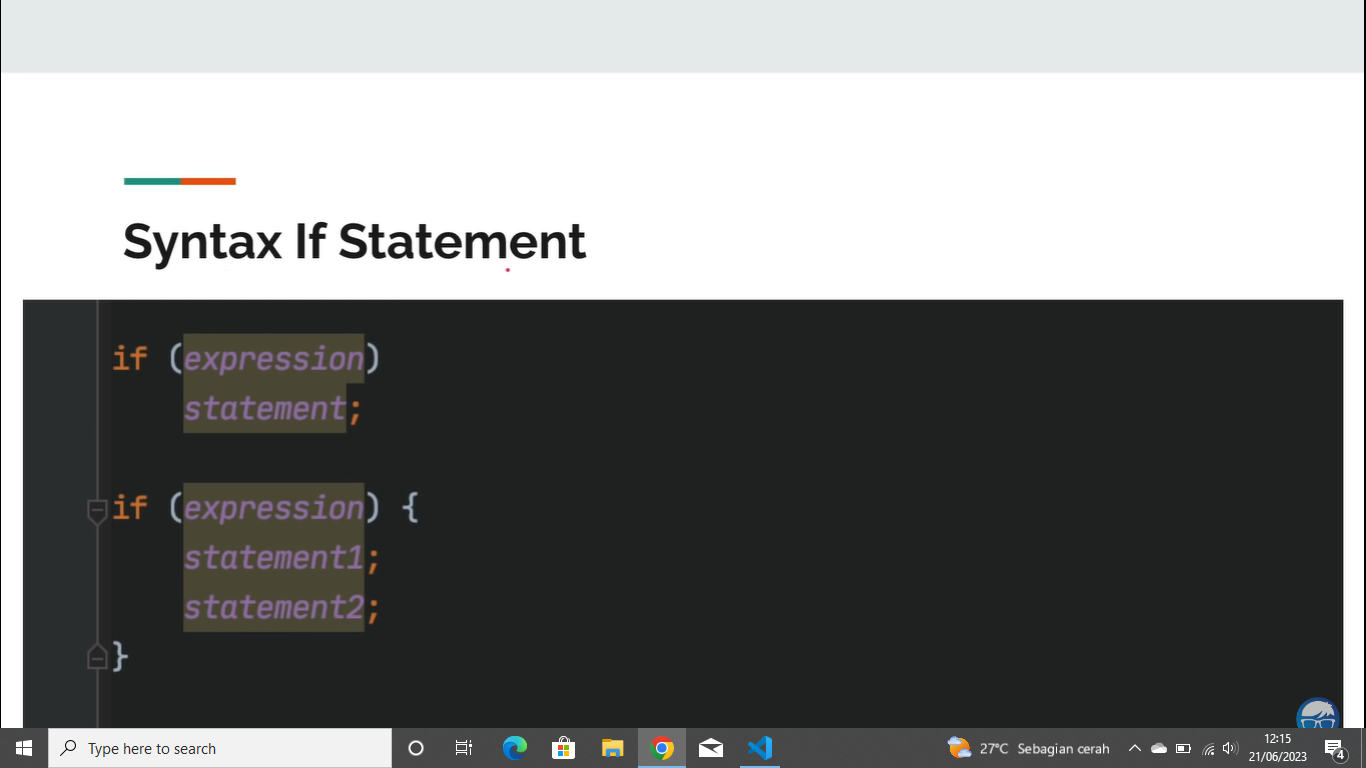 Syntax If Statement
if (expression)
    statement;
if (expression) {
    statement1;
    statement2;
}
Type here to search
27°C Sebagian cerah
12:15
21/06/2023
4